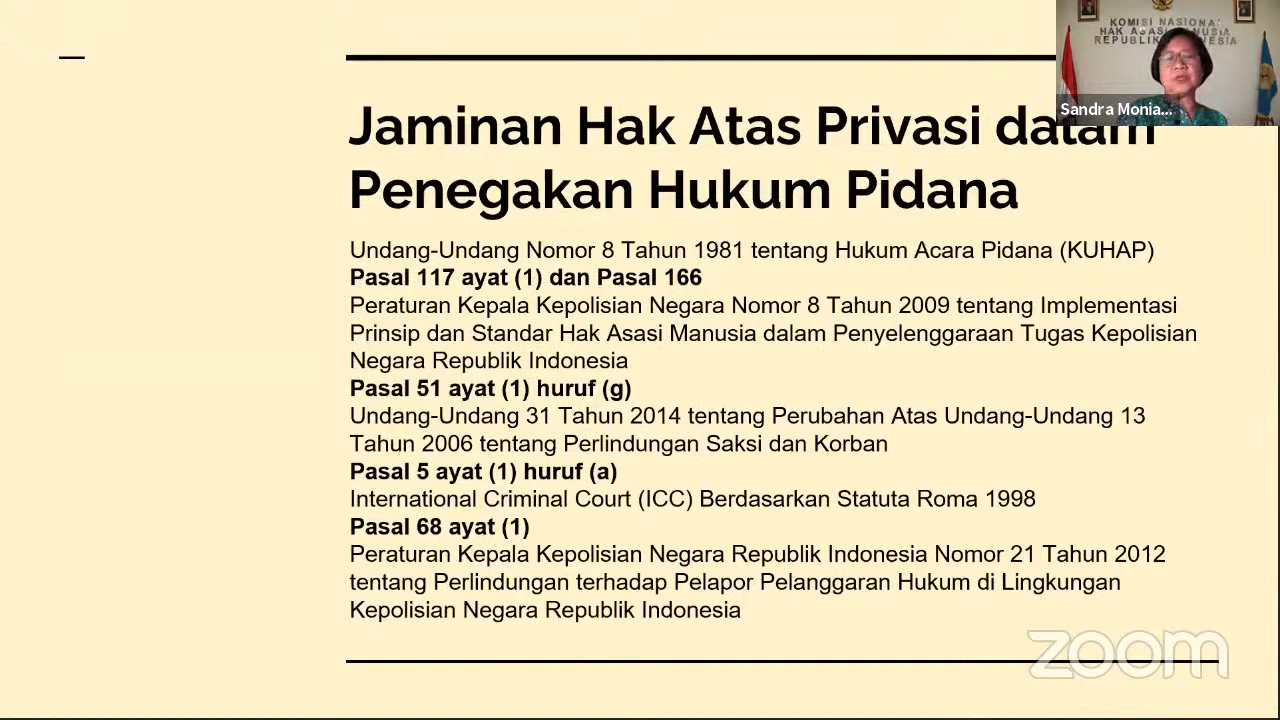 KOMISI NASIONAL
HAK ASASI MANUSIA
REPUBLIK INDONESIA
Sandra Monia...
Jaminan Hak Atas Privasi dalam
Penegakan Hukum Pidana
Undang-Undang Nomor 8 Tahun 1981 tentang Hukum Acara Pidana (KUHAP)
Pasal 117 ayat (1) dan Pasal 166
Peraturan Kepala Kepolisian Negara Nomor 8 Tahun 2009 tentang Implementasi
Prinsip dan Standar Hak Asasi Manusia dalam Penyelenggaraan Tugas Kepolisian
Negara Republik Indonesia
Pasal 51 ayat (1) huruf (g)
Undang-Undang 31 Tahun 2014 tentang Perubahan Atas Undang-Undang 13
Tahun 2006 tentang Perlindungan Saksi dan Korban
Pasal 5 ayat (1) huruf (a)
International Criminal Court (ICC) Berdasarkan Statuta Roma 1998
Pasal 68 ayat (1)
Peraturan Kepala Kepolisian Negara Republik Indonesia Nomor 21 Tahun 2012
tentang Perlindungan terhadap Pelapor Pelanggaran Hukum di Lingkungan
Kepolisian Negara Republik Indonesia
zoom